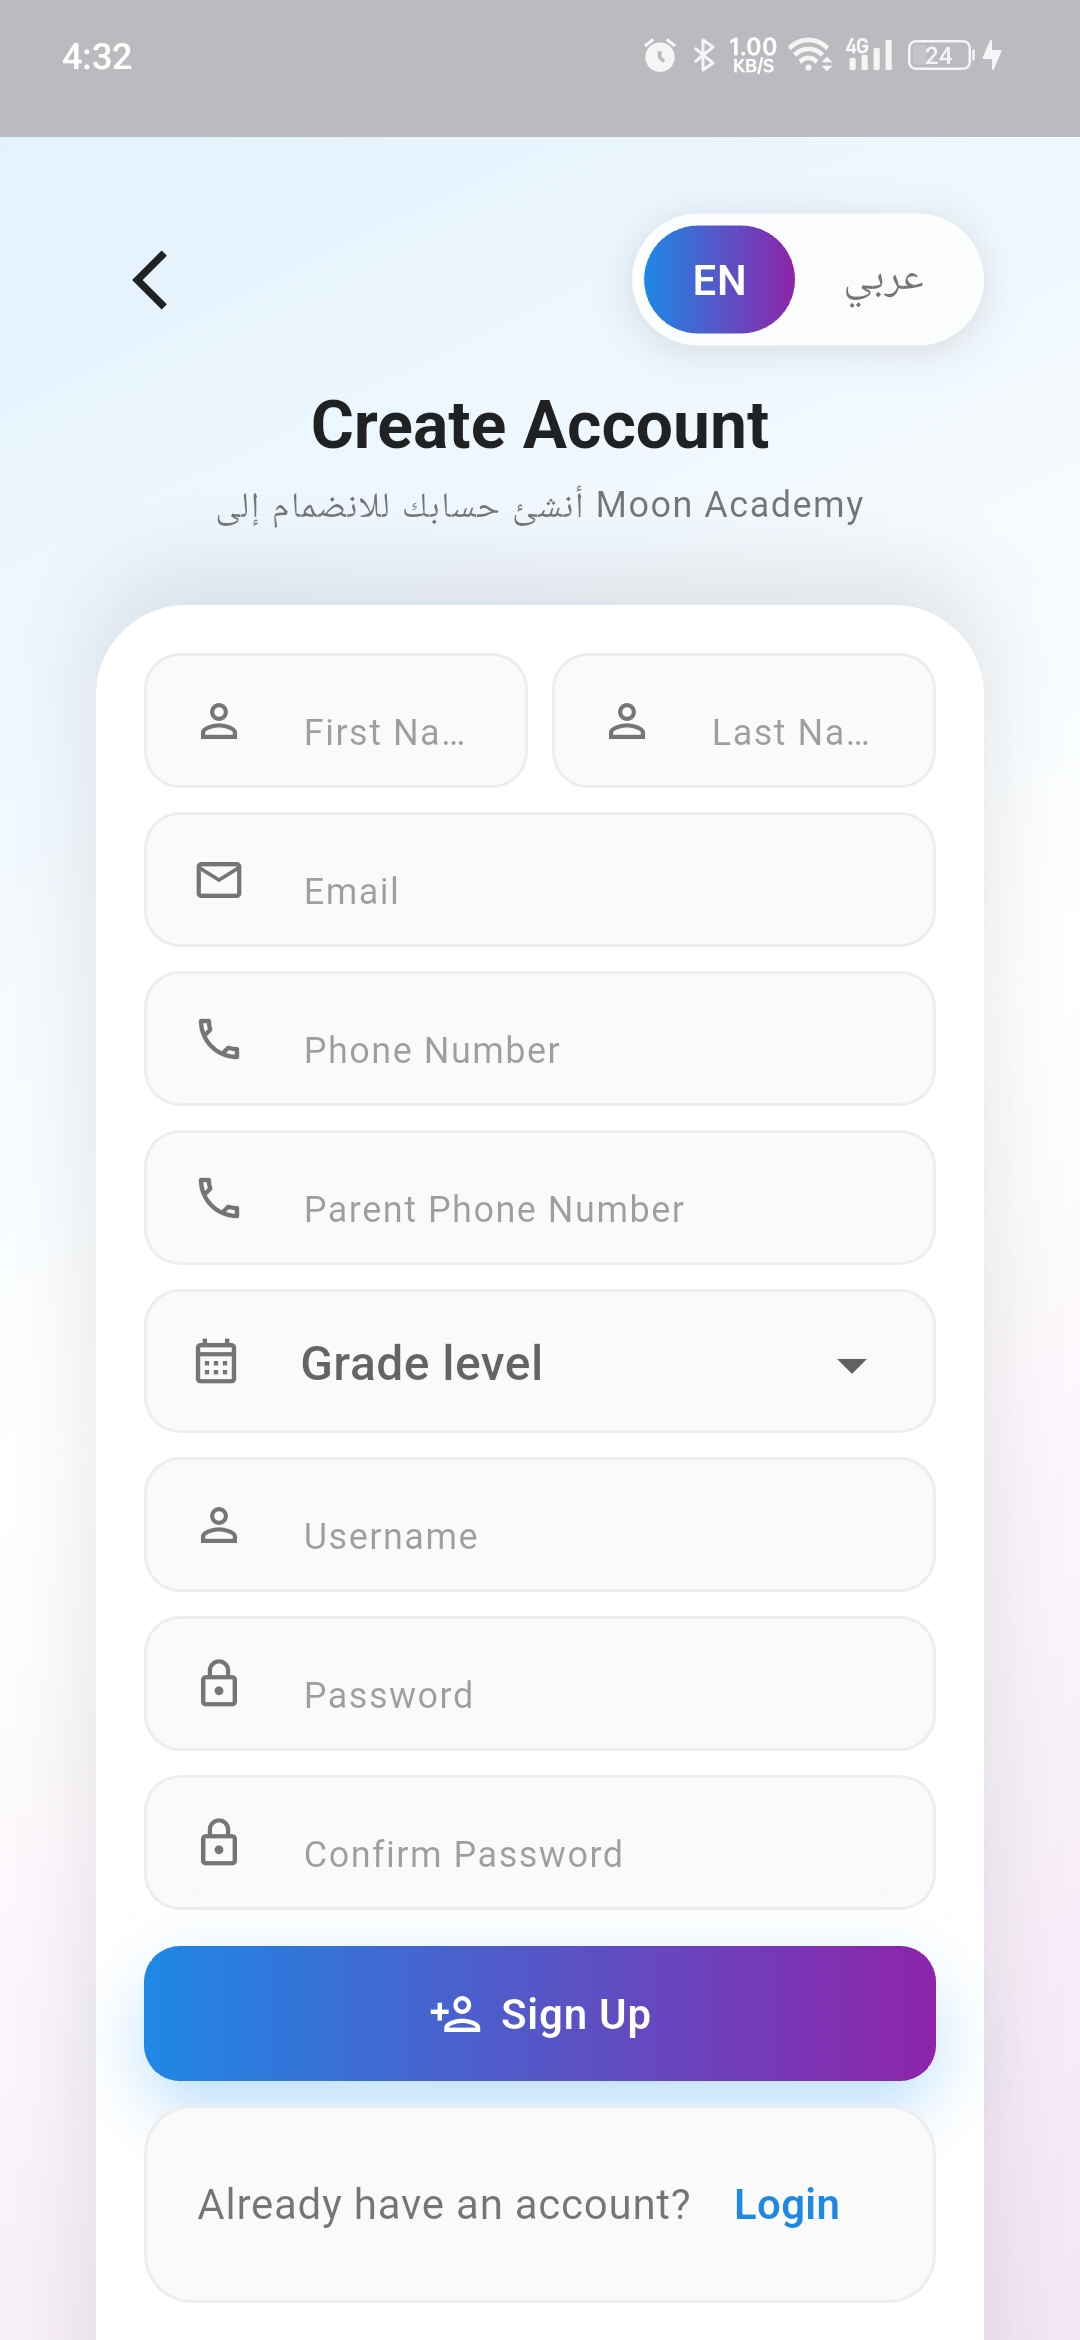 4:32
1.00 KB/S 4G 24
EN عربي
Create Account
أنشئ حسابك للانضمام إلى Moon Academy
First Na... Last Na...
Email
Phone Number
Parent Phone Number
Grade level
Username
Password
Confirm Password
Sign Up
Already have an account? Login